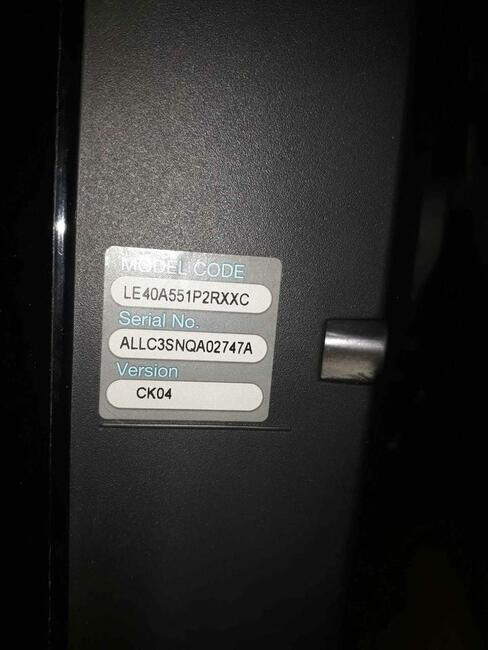 MODEL CODE
LE40A551P2RXXC
Serial No.
ALLC3SNQA02747A
Version
CK04